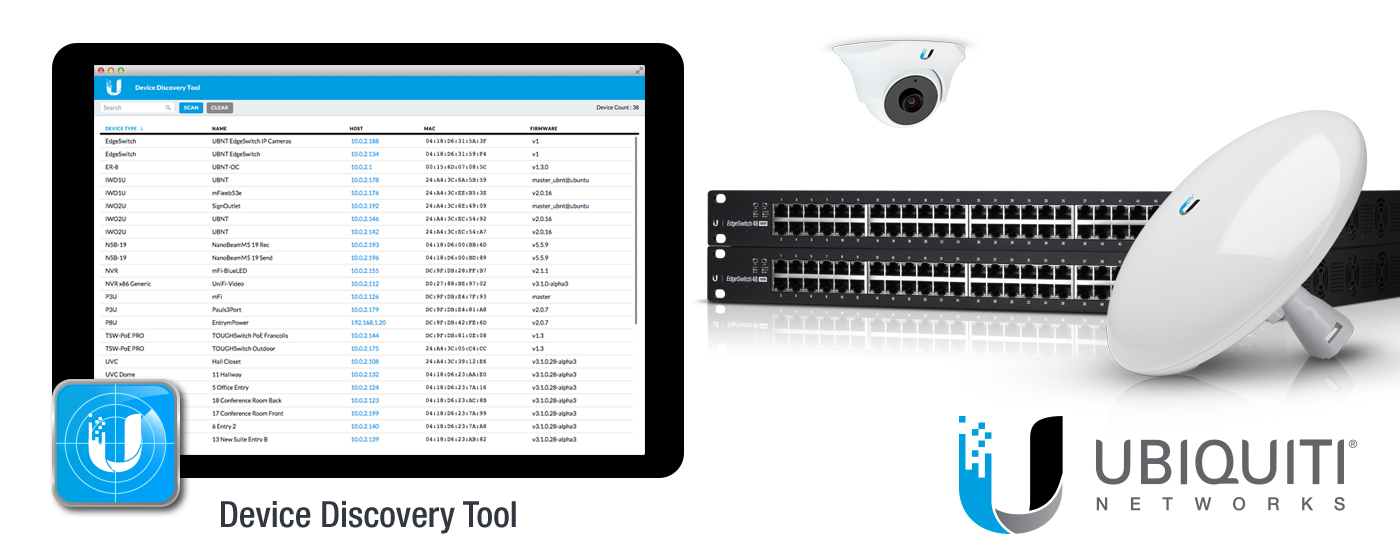 Device Discovery Tool
Search SCAN CLEAR Device Count : 38
DEVICE TYPE ↓ NAME HOST MAC FIRMWARE
EdgeSwitch UBNT EdgeSwitch IP Cameras 10.0.2.188 04:18:D6:31:5A:3F v1
EdgeSwitch UBNT EdgeSwitch 10.0.2.134 04:18:D6:31:59:F4 v1
ER-8 UBNT-OC 10.0.2.1 00:15:6D:07:08:5C v1.3.0
IWD1U UBNT 10.0.2.178 24:A4:3C:6A:5B:59 master_ubnt@ubuntu
IWD1U mFieeb53e 10.0.2.176 24:A4:3C:EE:B5:3E v2.0.16
IWO2U SignOutlet 10.0.2.192 24:A4:3C:6E:49:09 master_ubnt@ubuntu
IWO2U UBNT 10.0.2.146 24:A4:3C:EC:54:92 v2.0.16
IWO2U UBNT 10.0.2.142 24:A4:3C:EC:54:A7 v2.0.16
N5B-19 NanoBeamM5 19 Rec 10.0.2.193 04:18:D6:00:BB:6D v5.5.9
N5B-19 NanoBeamM5 19 Send 10.0.2.196 04:18:D6:00:BD:89 v5.5.9
NVR mFi-BlueLED 10.0.2.155 DC:9F:DB:28:FF:B7 v2.1.1
NVR x86 Generic UniFi-Video 10.0.2.112 D0:27:88:BE:97:02 v3.1.0-alpha3
P3U mFi 10.0.2.126 DC:9F:DB:E4:7F:93 master
P3U Pauls3Port 10.0.2.179 DC:9F:DB:E4:81:A8 v2.0.7
P8U EntrymPower 192.168.1.20 DC:9F:DB:42:FE:6D v2.0.7
TSW-PoE PRO TOUGHSwitch PoE Francolis 10.0.2.144 DC:9F:DB:81:0E:08 v1.3
TSW-PoE PRO TOUGHSwitch Outdoor 10.0.2.175 24:A4:3C:05:C4:CC v1.3
UVC Hall Closet 10.0.2.108 24:A4:3C:39:12:E6 v3.1.0.28-alpha3
UVC Dome 11 Hallway 10.0.2.132 04:18:D6:23:AA:E0 v3.1.0.28-alpha3
5 Office Entry 10.0.2.124 04:18:D6:23:7A:16 v3.1.0.28-alpha3
18 Conference Room Back 10.0.2.123 04:18:D6:23:AC:8D v3.1.0.28-alpha3
17 Conference Room Front 10.0.2.199 04:18:D6:23:7A:99 v3.1.0.28-alpha3
6 Entry 2 10.0.2.140 04:18:D6:23:7A:A8 v3.1.0.28-alpha3
13 New Suite Entry B 10.0.2.139 04:18:D6:23:AB:82 v3.1.0.28-alpha3
Device Discovery Tool
EdgeSwitch 48
EdgeSwitch 48
UBIQUITI®
NETWORKS